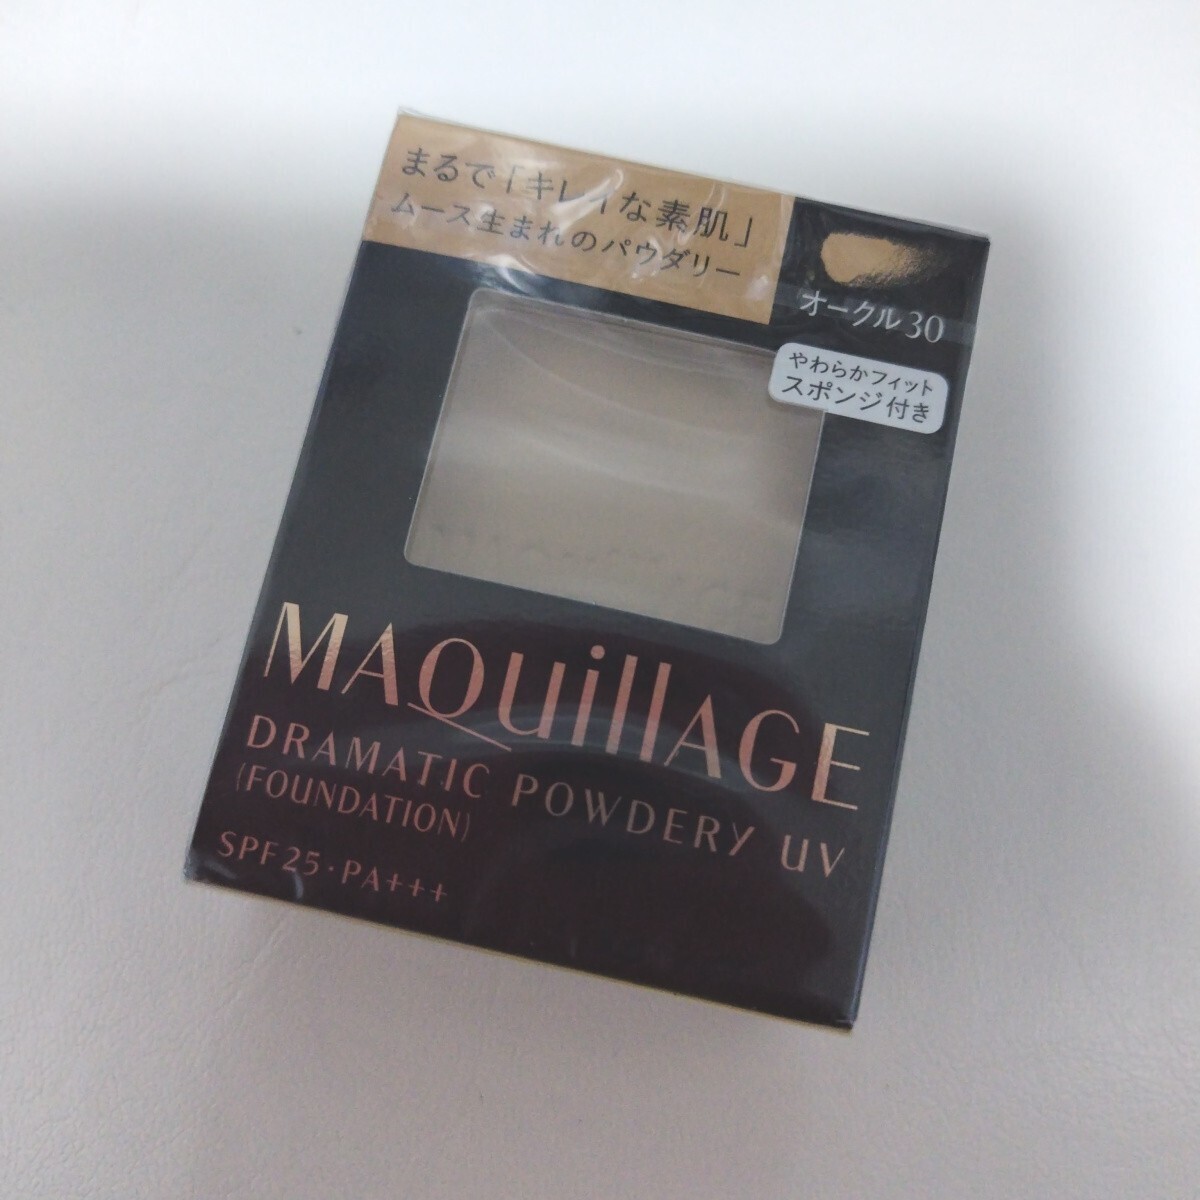 まるで「キレイな素肌」
ムース生まれのパウダリー
オークル30
やわらかフィット
スポンジ付き
MAQuillAGE
DRAMATIC POWDERY UV
(FOUNDATION)
SPF25・PA+++